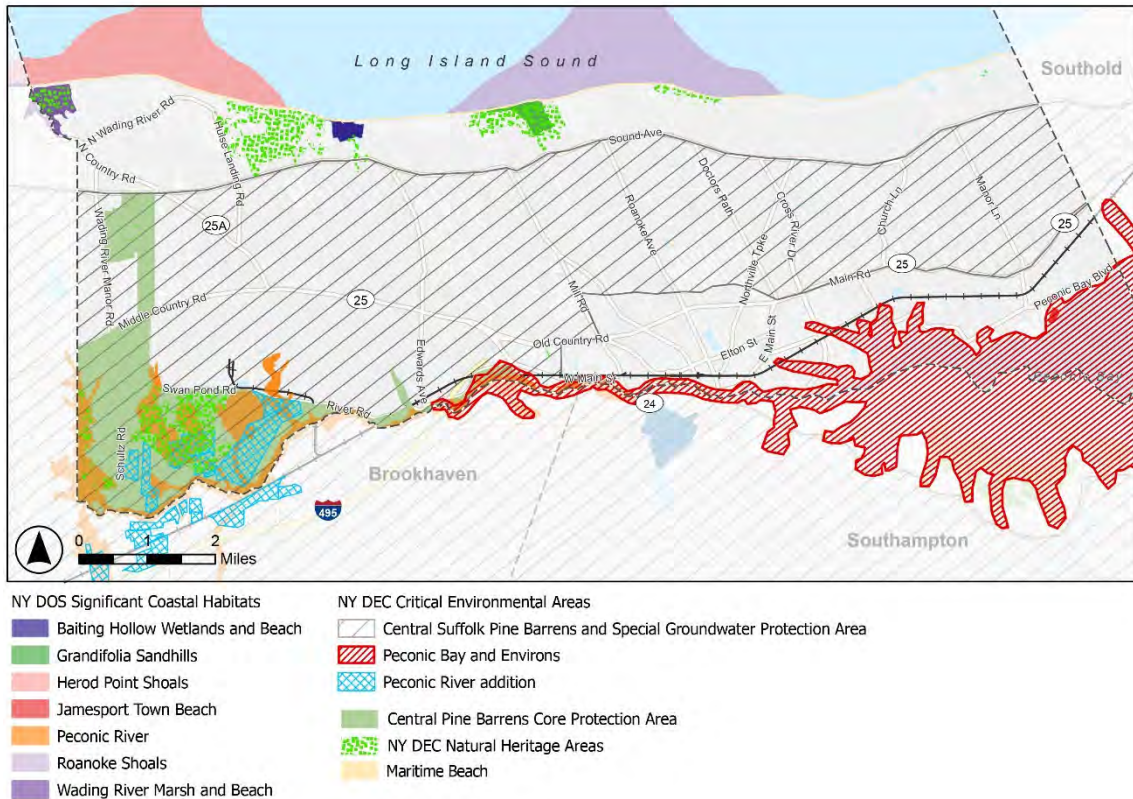 Long Island Sound
Southold
N Wading River Rd
Hulse Landing Rd
N Country Rd
Sound Ave
Wading River Manor Rd
25A
Doctors Path
Cross River Dr
Church Ln
Manor Ln
Roanoke Ave
Northville Tpke
25
25
25
Main Rd
Peconic Bay Blvd
Middle Country Rd
Mill Rd
Old Country Rd
Elton St
E Main St
Edwards Ave
W Main St
Swan Pond Rd
River Rd
24
Schultz Rd
Brookhaven
495
Southampton
0 1 2
Miles
NY DOS Significant Coastal Habitats
Baiting Hollow Wetlands and Beach
Grandifolia Sandhills
Herod Point Shoals
Jamesport Town Beach
Peconic River
Roanoke Shoals
Wading River Marsh and Beach
NY DEC Critical Environmental Areas
Central Suffolk Pine Barrens and Special Groundwater Protection Area
Peconic Bay and Environs
Peconic River addition
Central Pine Barrens Core Protection Area
NY DEC Natural Heritage Areas
Maritime Beach